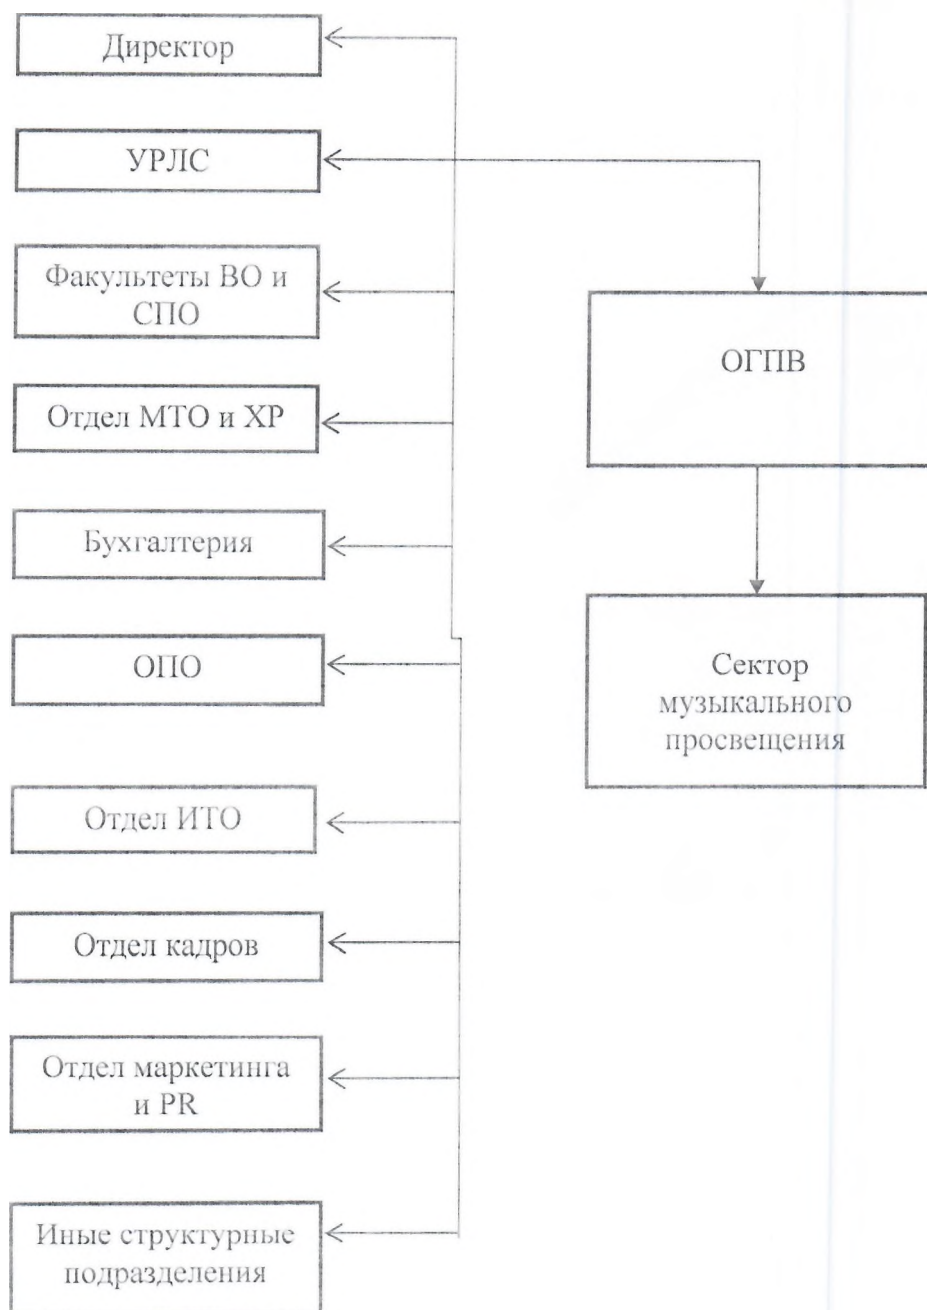 Директор
УРЛС
Факультеты ВО и
СПО
ОГПВ
Отдел МТО и ХР
Бухгалтерия
ОПО
Сектор
музыкального
просвещения
Отдел ИТО
Отдел кадров
Отдел маркетинга
и PR
Иные структурные
подразделения